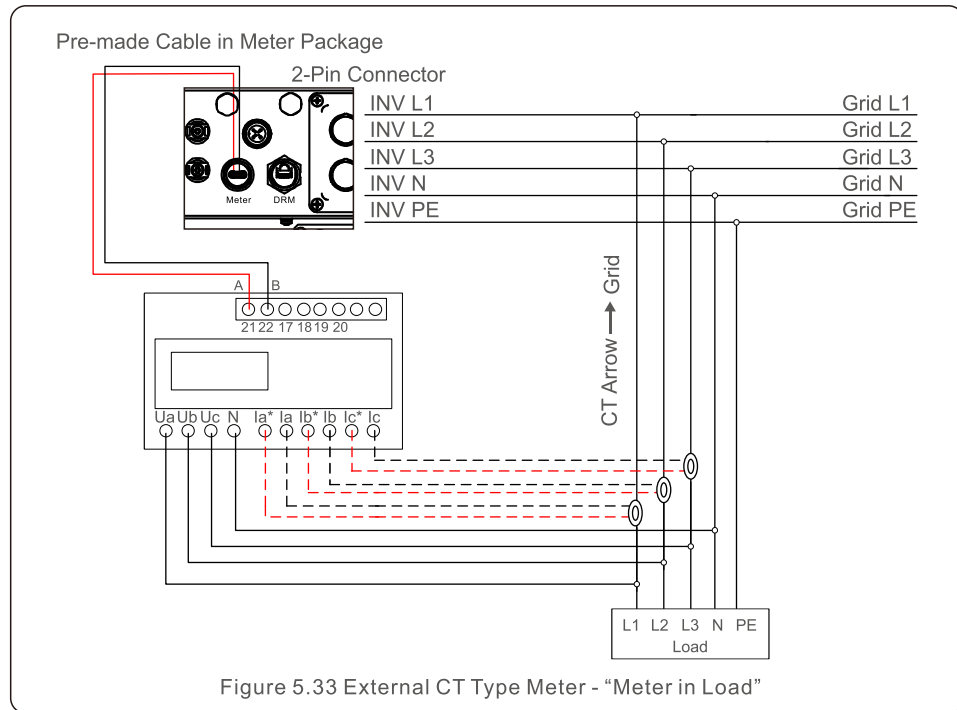 Pre-made Cable in Meter Package
2-Pin Connector
INV L1 Grid L1
INV L2 Grid L2
INV L3 Grid L3
INV N Grid N
INV PE Grid PE
Meter DRM
CT Arrow → Grid
A B
21 22 17 18 19 20
Ua Ub Uc N Ia* Ia Ib* Ib Ic* Ic
L1 L2 L3 N PE
Load
Figure 5.33 External CT Type Meter - “Meter in Load”